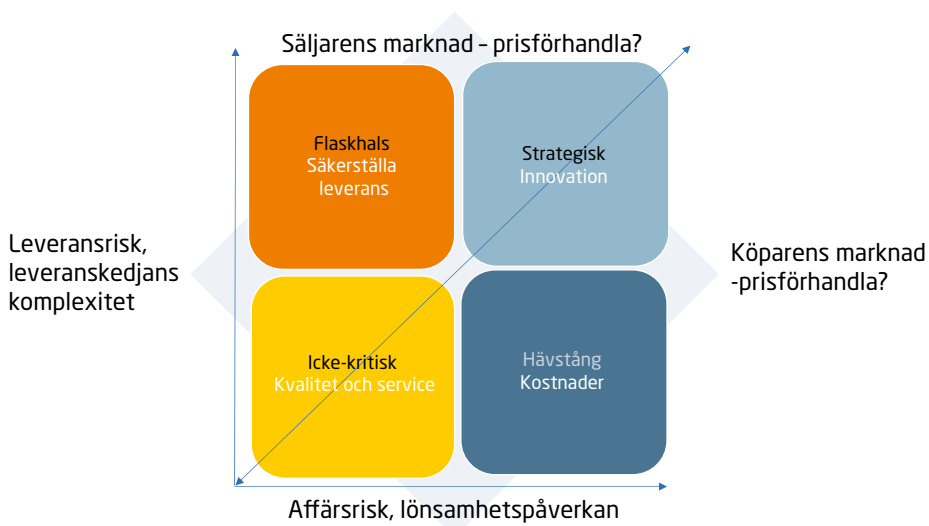 Säljarens marknad – prisförhandla?
Flaskhals
Säkerställa
leverans
Strategisk
Innovation
Leveransrisk,
leveranskedjans
komplexitet
Köparens marknad
-prisförhandla?
Icke-kritisk
Kvalitet och service
Hävstång
Kostnader
Affärsrisk, lönsamhetspåverkan